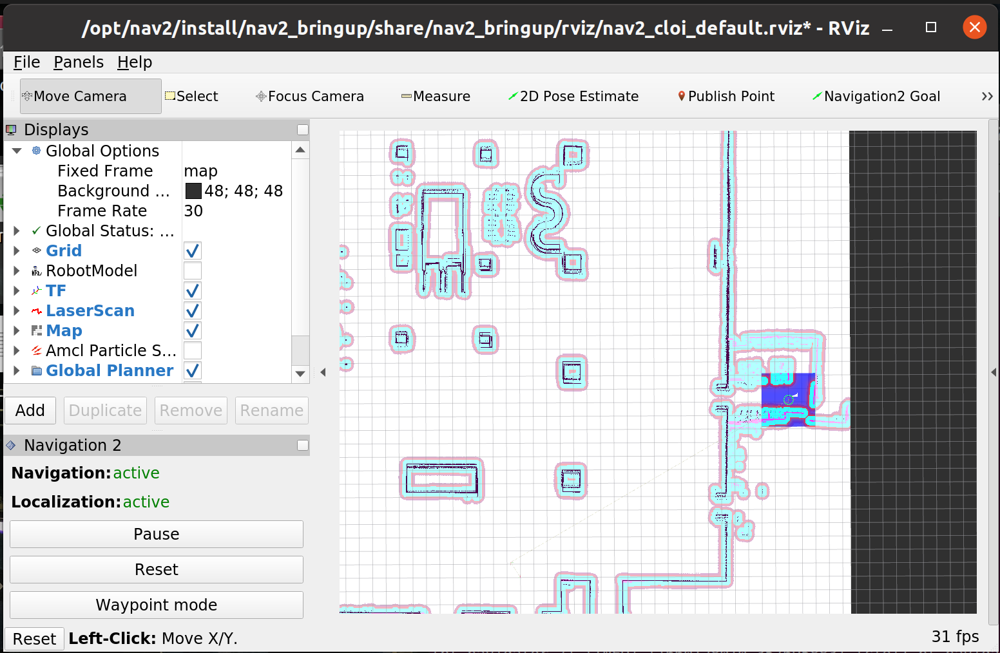 /opt/nav2/install/nav2_bringup/share/nav2_bringup/rviz/nav2_cloi_default.rviz* - RViz
File Panels Help
Move Camera Select Focus Camera Measure 2D Pose Estimate Publish Point Navigation2 Goal
Displays
Global Options
Fixed Frame map
Background ... 48; 48; 48
Frame Rate 30
Global Status: ...
Grid
RobotModel
TF
LaserScan
Map
Amcl Particle S...
Global Planner
Add Duplicate Remove Rename
Navigation 2
Navigation: active
Localization: active
Pause
Reset
Waypoint mode
Reset Left-Click: Move X/Y.
31 fps